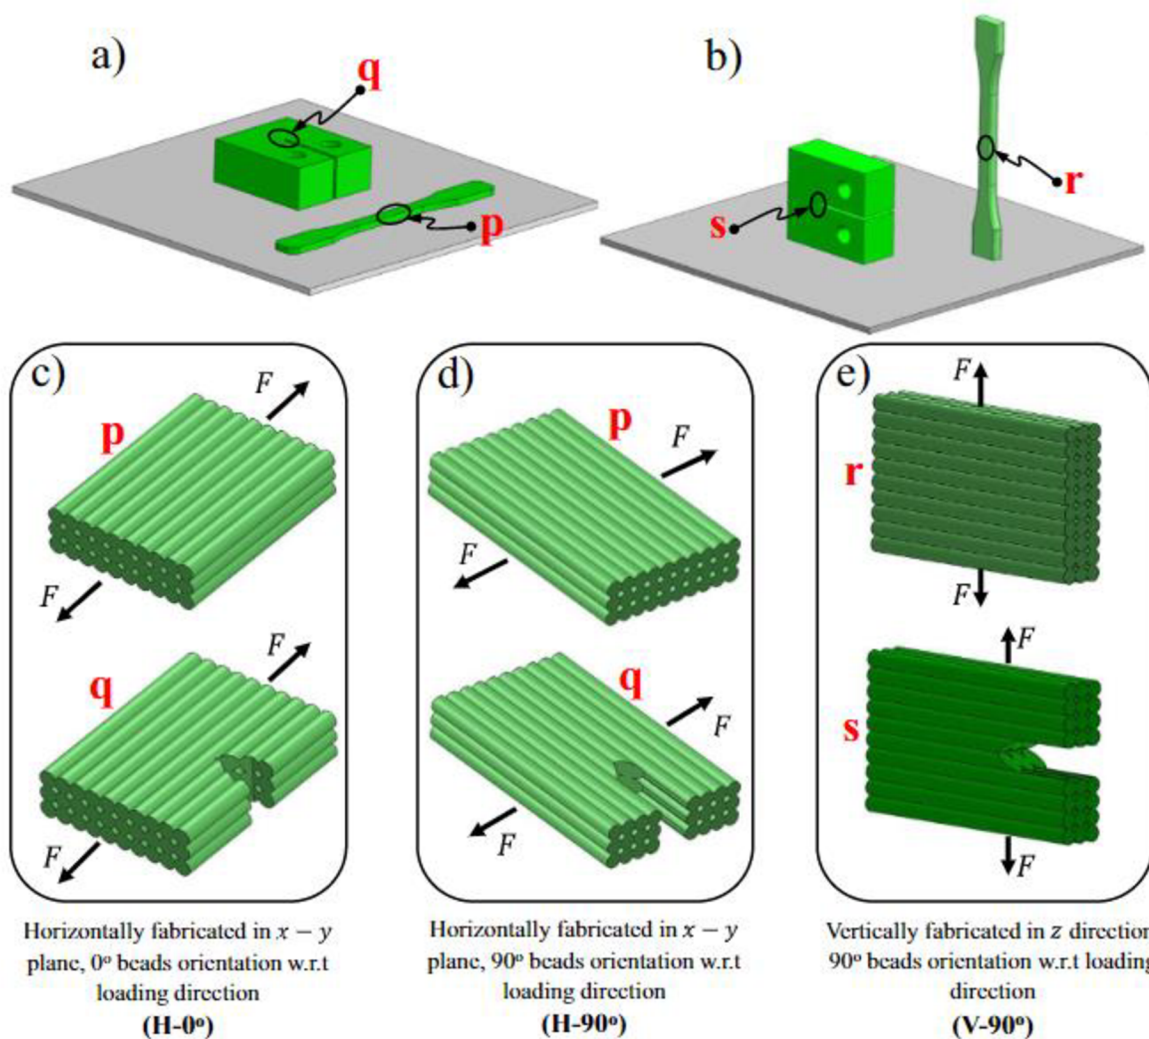 a)
q
p
b)
s
r
c)
p
F
F
q
F
F
d)
p
F
F
q
F
F
e)
F
r
F
F
s
F
Horizontally fabricated in x − y
plane, 0° beads orientation w.r.t
loading direction
(H-0°)
Horizontally fabricated in x − y
plane, 90° beads orientation w.r.t
loading direction
(H-90°)
Vertically fabricated in z direction
90° beads orientation w.r.t loading
direction
(V-90°)